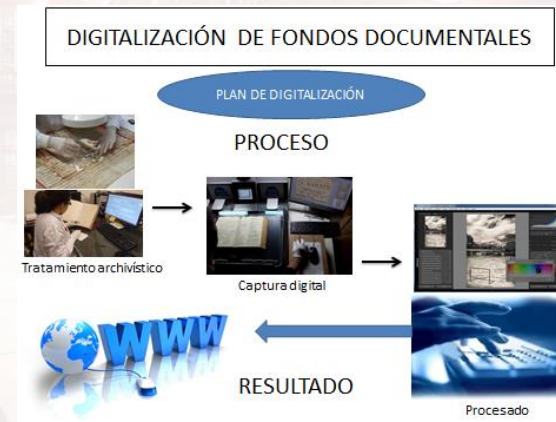 DIGITALIZACIÓN DE FONDOS DOCUMENTALES
PLAN DE DIGITALIZACIÓN
PROCESO
Tratamiento archivístico
Captura digital
WWW
RESULTADO
Procesado